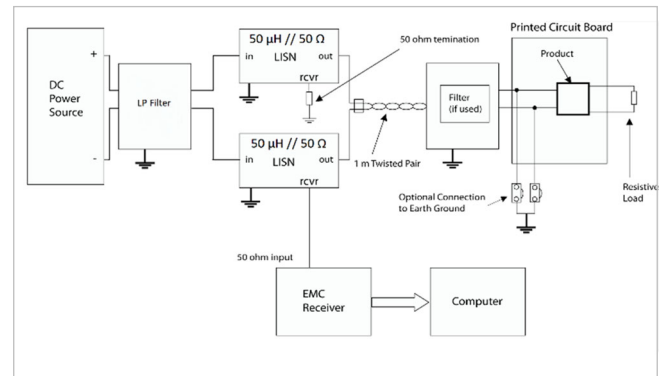 Printed Circuit Board
50 µH // 50 Ω
50 ohm temination
Product
+
in
LISN
out
DC
Power
Source
rcvr
LP Filter
Filter
(if used)
50 µH // 50 Ω
in
LISN
out
1 m Twisted Pair
-
rcvr
Optional Connection
to Earth Ground
Resistive
Load
50 ohm input
EMC
Receiver
Computer